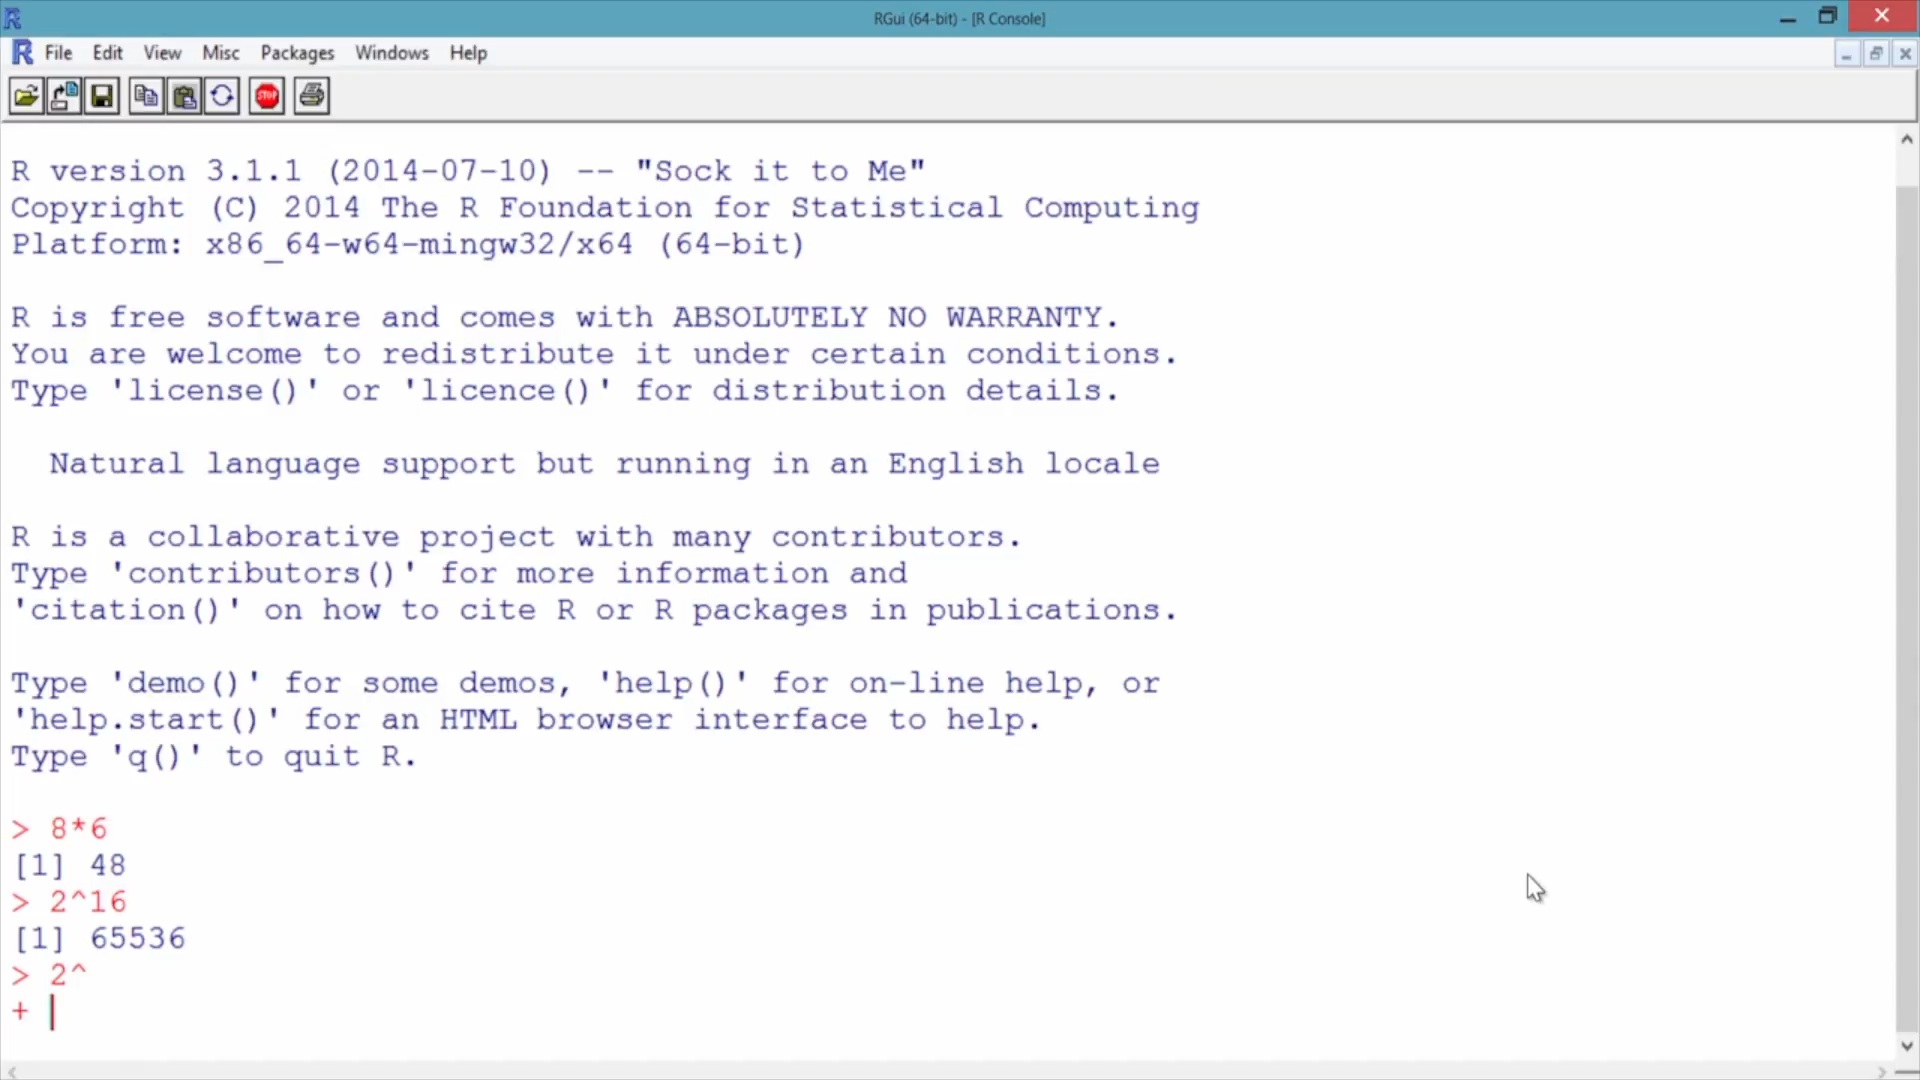 RGui (64-bit) - [R Console]
File Edit View Misc Packages Windows Help
STOP
R version 3.1.1 (2014-07-10) -- "Sock it to Me"
Copyright (C) 2014 The R Foundation for Statistical Computing
Platform: x86_64-w64-mingw32/x64 (64-bit)
R is free software and comes with ABSOLUTELY NO WARRANTY.
You are welcome to redistribute it under certain conditions.
Type 'license()' or 'licence()' for distribution details.
Natural language support but running in an English locale
R is a collaborative project with many contributors.
Type 'contributors()' for more information and
'citation()' on how to cite R or R packages in publications.
Type 'demo()' for some demos, 'help()' for on-line help, or
'help.start()' for an HTML browser interface to help.
Type 'q()' to quit R.
> 8*6
[1] 48
> 2^16
[1] 65536
> 2^
+